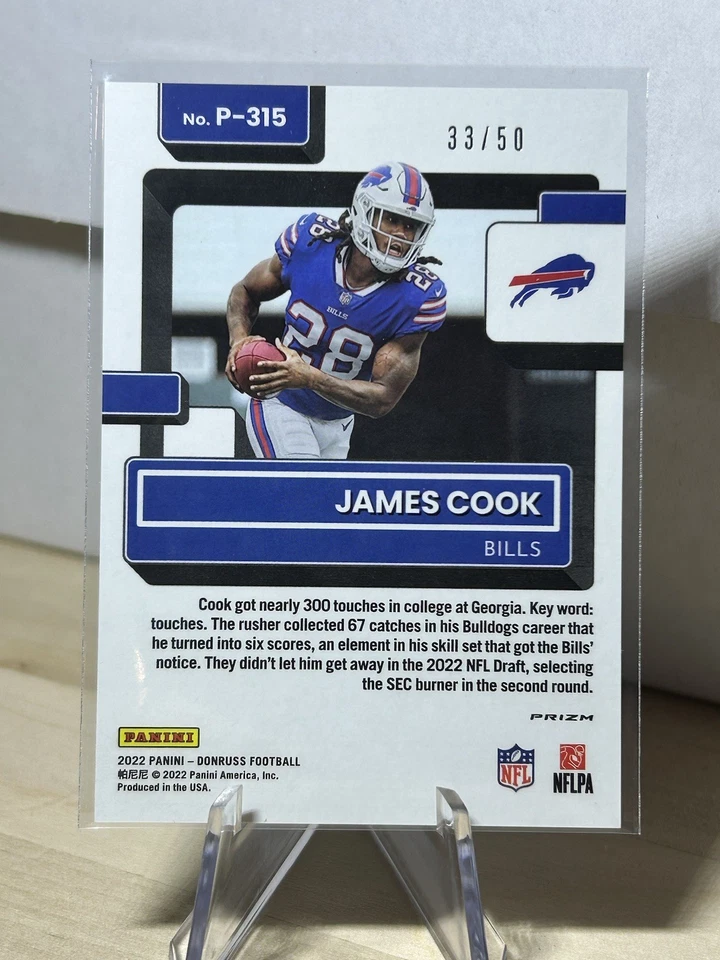 No. P-315
33/50
28
28
BILLS
28
JAMES COOK
BILLS
Cook got nearly 300 touches in college at Georgia. Key word:
touches. The rusher collected 67 catches in his Bulldogs career that
he turned into six scores, an element in his skill set that got the Bills'
notice. They didn't let him get away in the 2022 NFL Draft, selecting
the SEC burner in the second round.
PRIZM
PANINI
2022 PANINI – DONRUSS FOOTBALL
帕尼尼 © 2022 Panini America, Inc.
Produced in the USA.
NFL
NFLPA